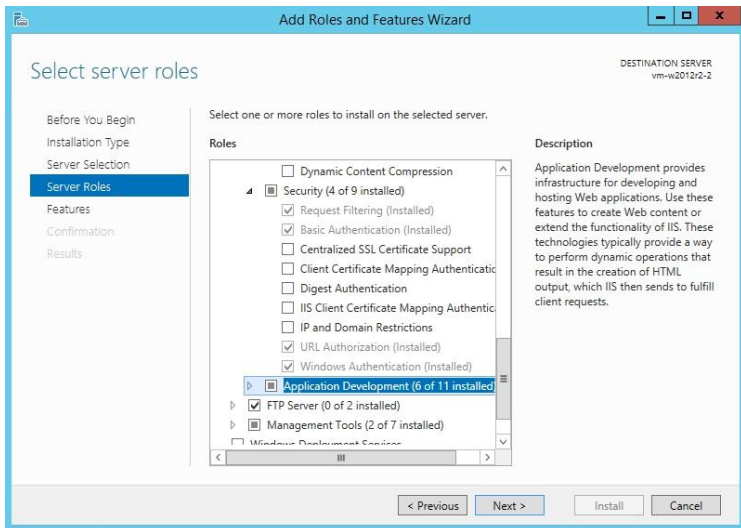 Add Roles and Features Wizard
Select server roles
DESTINATION SERVER
vm-w2012r2-2
Before You Begin
Installation Type
Server Selection
Server Roles
Features
Confirmation
Results
Select one or more roles to install on the selected server.
Roles
Dynamic Content Compression
Security (4 of 9 installed)
Request Filtering (Installed)
Basic Authentication (Installed)
Centralized SSL Certificate Support
Client Certificate Mapping Authenticatic
Digest Authentication
IIS Client Certificate Mapping Authentic
IP and Domain Restrictions
URL Authorization (Installed)
Windows Authentication (Installed)
Application Development (6 of 11 installed)
FTP Server (0 of 2 installed)
Management Tools (2 of 7 installed)
Windows Deployment Services
Description
Application Development provides
infrastructure for developing and
hosting Web applications. Use these
features to create Web content or
extend the functionality of IIS. These
technologies typically provide a way
to perform dynamic operations that
result in the creation of HTML
output, which IIS then sends to fulfill
client requests.
< Previous
Next >
Install
Cancel